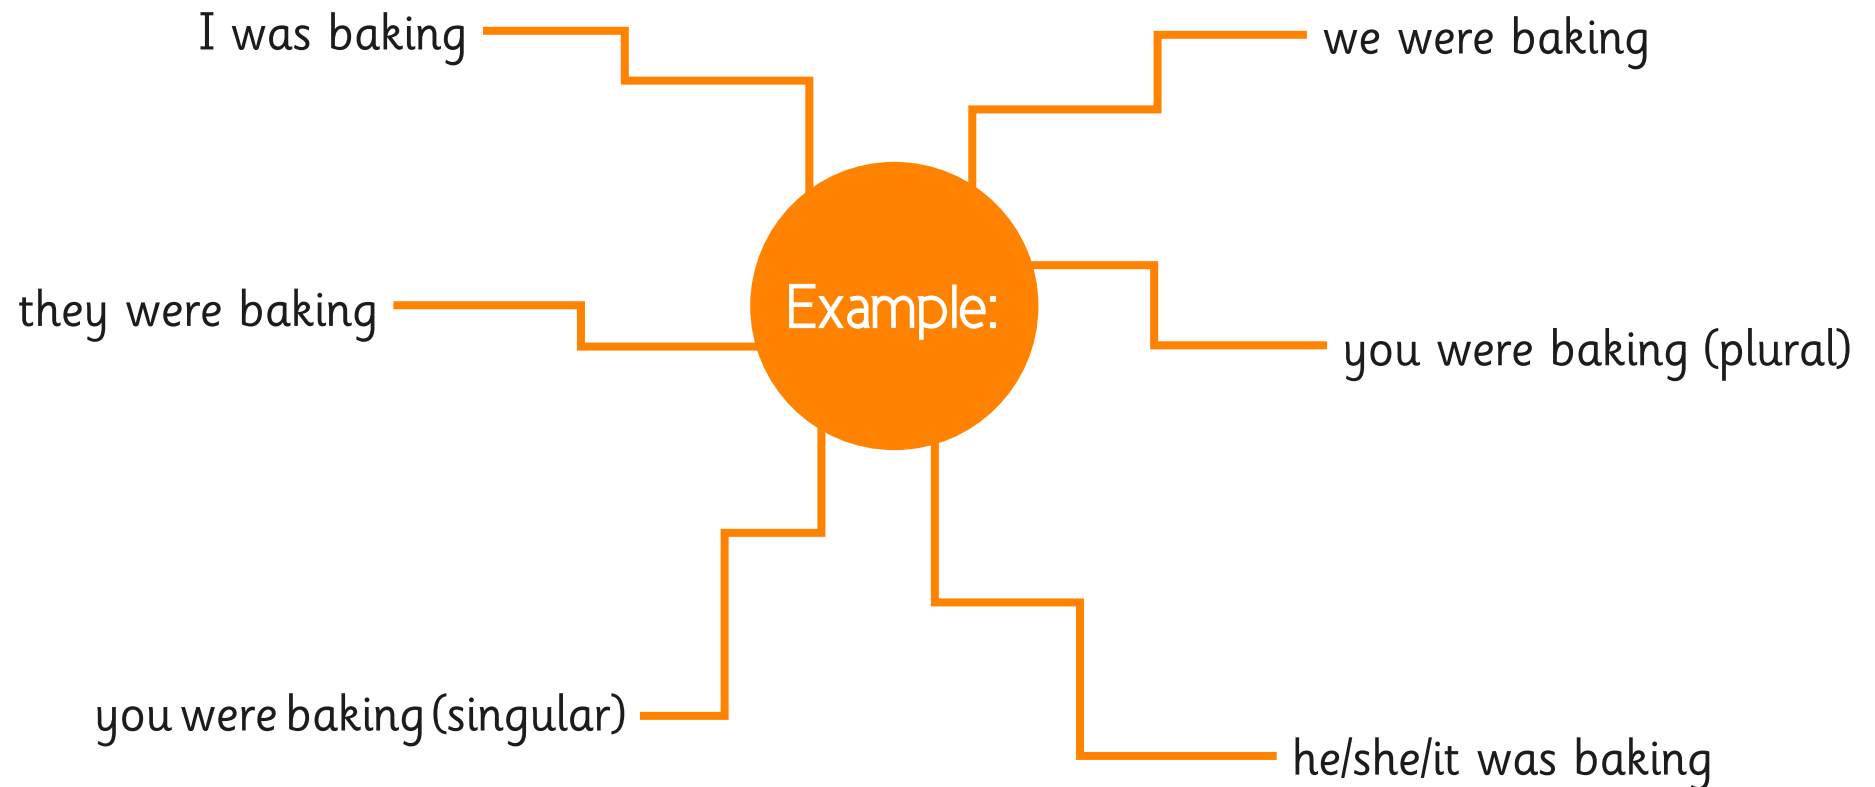 I was baking
we were baking
they were baking
Example:
you were baking (plural)
you were baking (singular)
he/she/it was baking